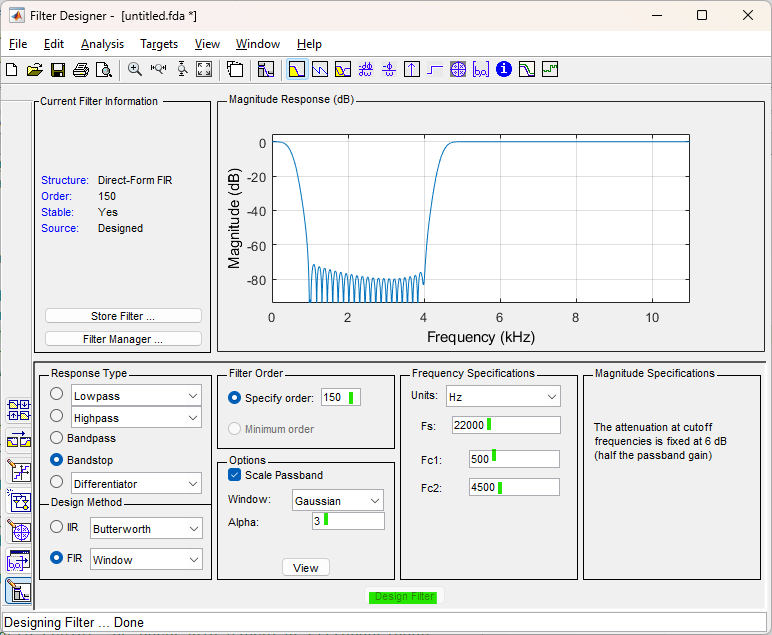 Filter Designer - [untitled.fda *]
File Edit Analysis Targets View Window Help
Current Filter Information
Structure: Direct-Form FIR
Order: 150
Stable: Yes
Source: Designed
Store Filter ...
Filter Manager ...
Magnitude Response (dB)
Magnitude (dB)
0
-20
-40
-60
-80
0 2 4 6 8 10
Frequency (kHz)
Response Type
Lowpass
Highpass
Bandpass
Bandstop
Differentiator
Design Method
IIR Butterworth
FIR Window
Filter Order
Specify order: 150
Minimum order
Options
Scale Passband
Window: Gaussian
Alpha: 3
View
Frequency Specifications
Units: Hz
Fs: 22000
Fc1: 500
Fc2: 4500
Magnitude Specifications
The attenuation at cutoff
frequencies is fixed at 6 dB
(half the passband gain)
Design Filter
Designing Filter ... Done